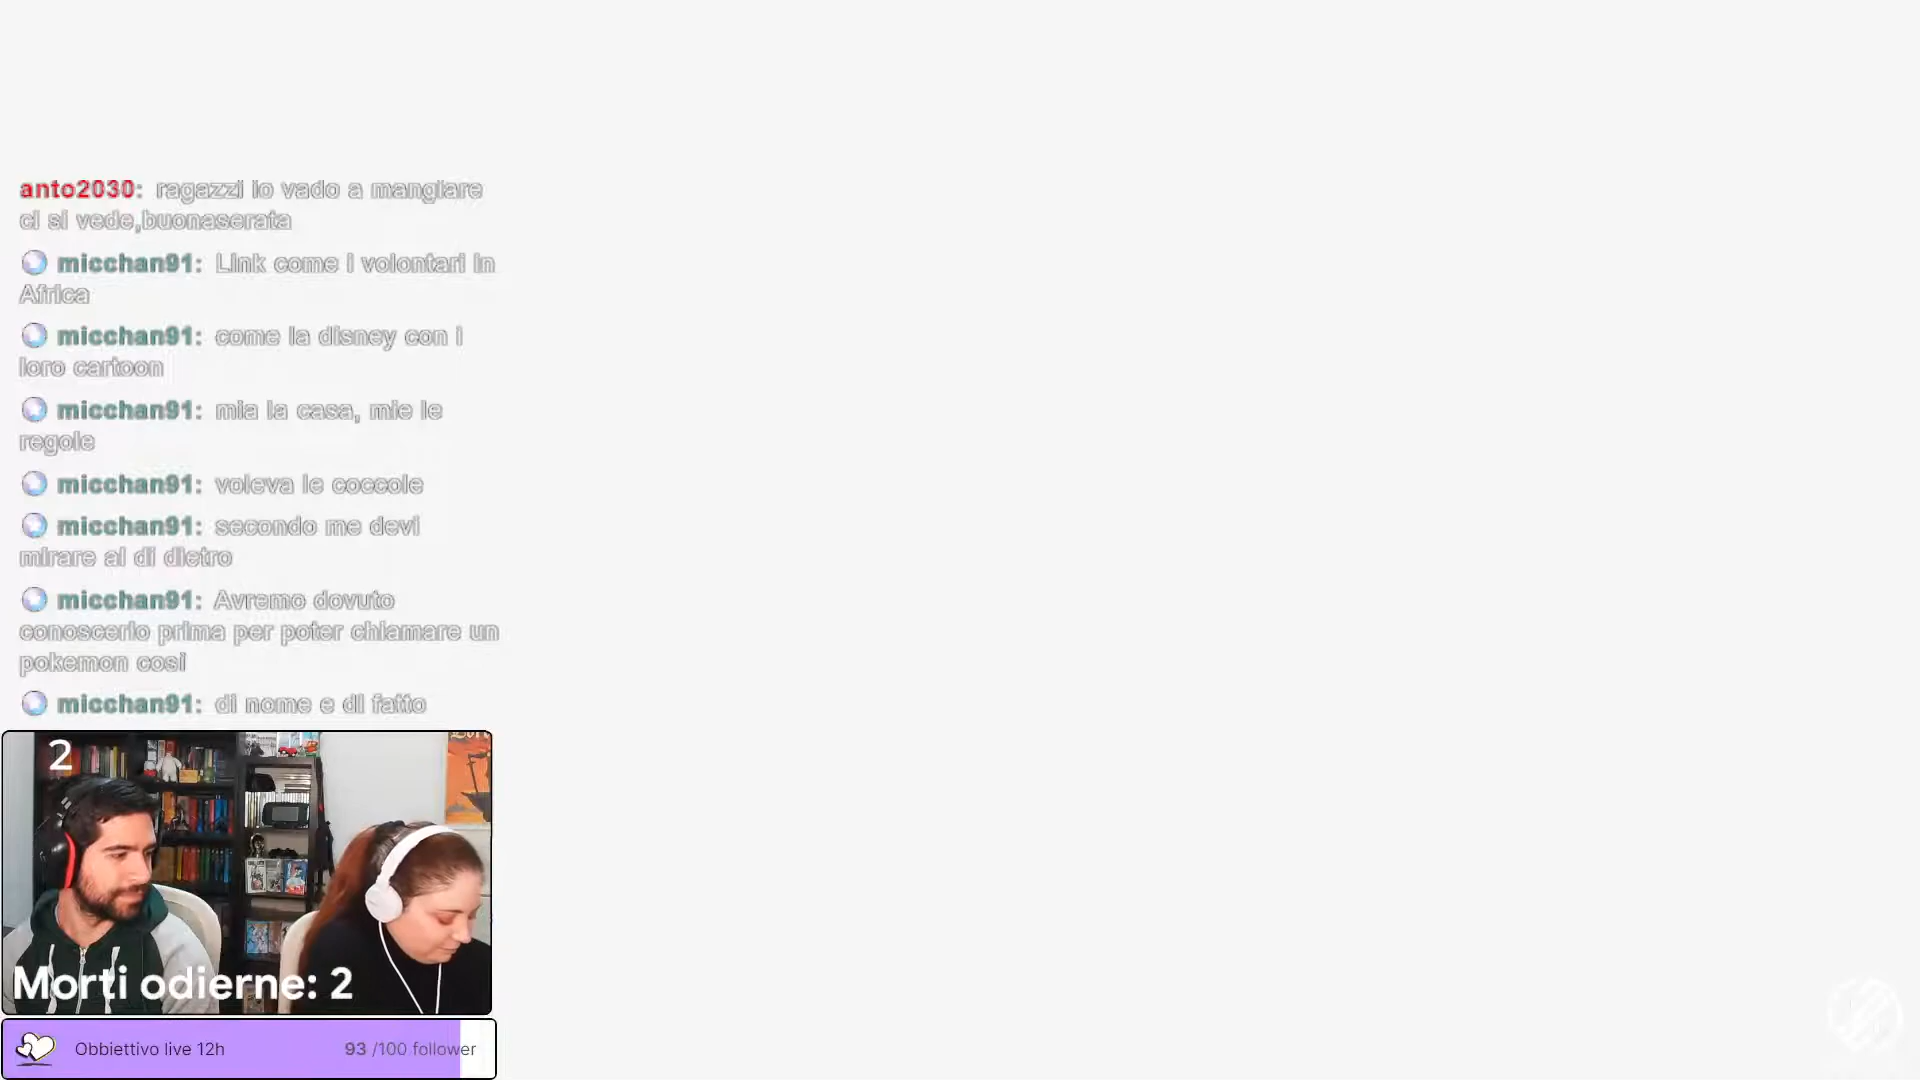 anto2030: ragazzi io vado a mangiare
ci si vede,buonaserata
micchan91: Link come i volontari in
Africa
micchan91: come la disney con i
loro cartoon
micchan91: mia la casa, mie le
regole
micchan91: voleva le coccole
micchan91: secondo me devi
mirare al di dietro
micchan91: Avremo dovuto
conoscerlo prima per poter chiamare un
pokemon cosi
micchan91: di nome e di fatto
2
Morti odierne: 2
Obbiettivo live 12h 93 /100 follower